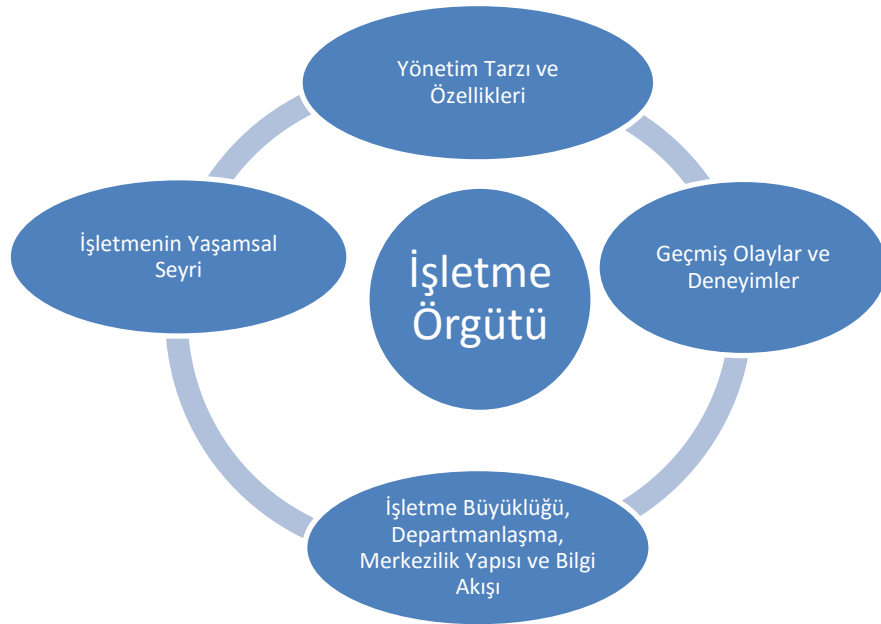 Yönetim Tarzı ve
Özellikleri
İşletmenin Yaşamsal
Seyri
İşletme
Örgütü
Geçmiş Olaylar ve
Deneyimler
İşletme Büyüklüğü,
Departmanlaşma,
Merkezilik Yapısı ve Bilgi
Akışı